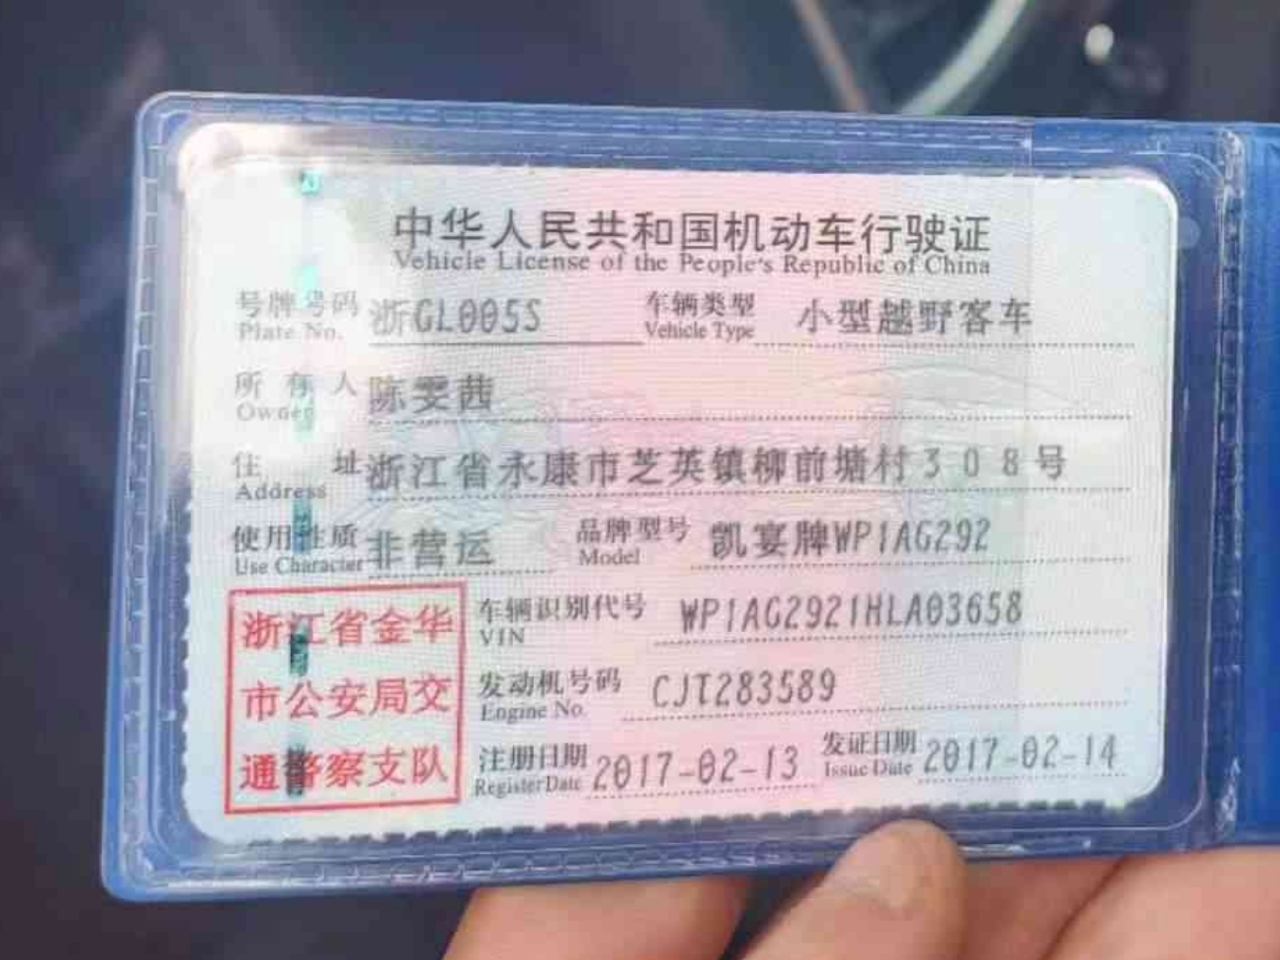 中华人民共和国机动车行驶证
Vehicle License of the People's Republic of China
号牌号码 浙GL005S 车辆类型 小型越野客车
Plate No. Vehicle Type
所有人 陈雯茜
Owner
住址 浙江省永康市芝英镇柳前塘村308号
Address
使用性质 非营运 品牌型号 凯宴牌WP1AG292
Use Character Model
浙江省金华
市公安局交
通警察支队
车辆识别代号 WP1AG2921HLA03658
VIN
发动机号码 CJT283589
Engine No.
注册日期 2017-02-13 发证日期 2017-02-14
Register Date Issue Date